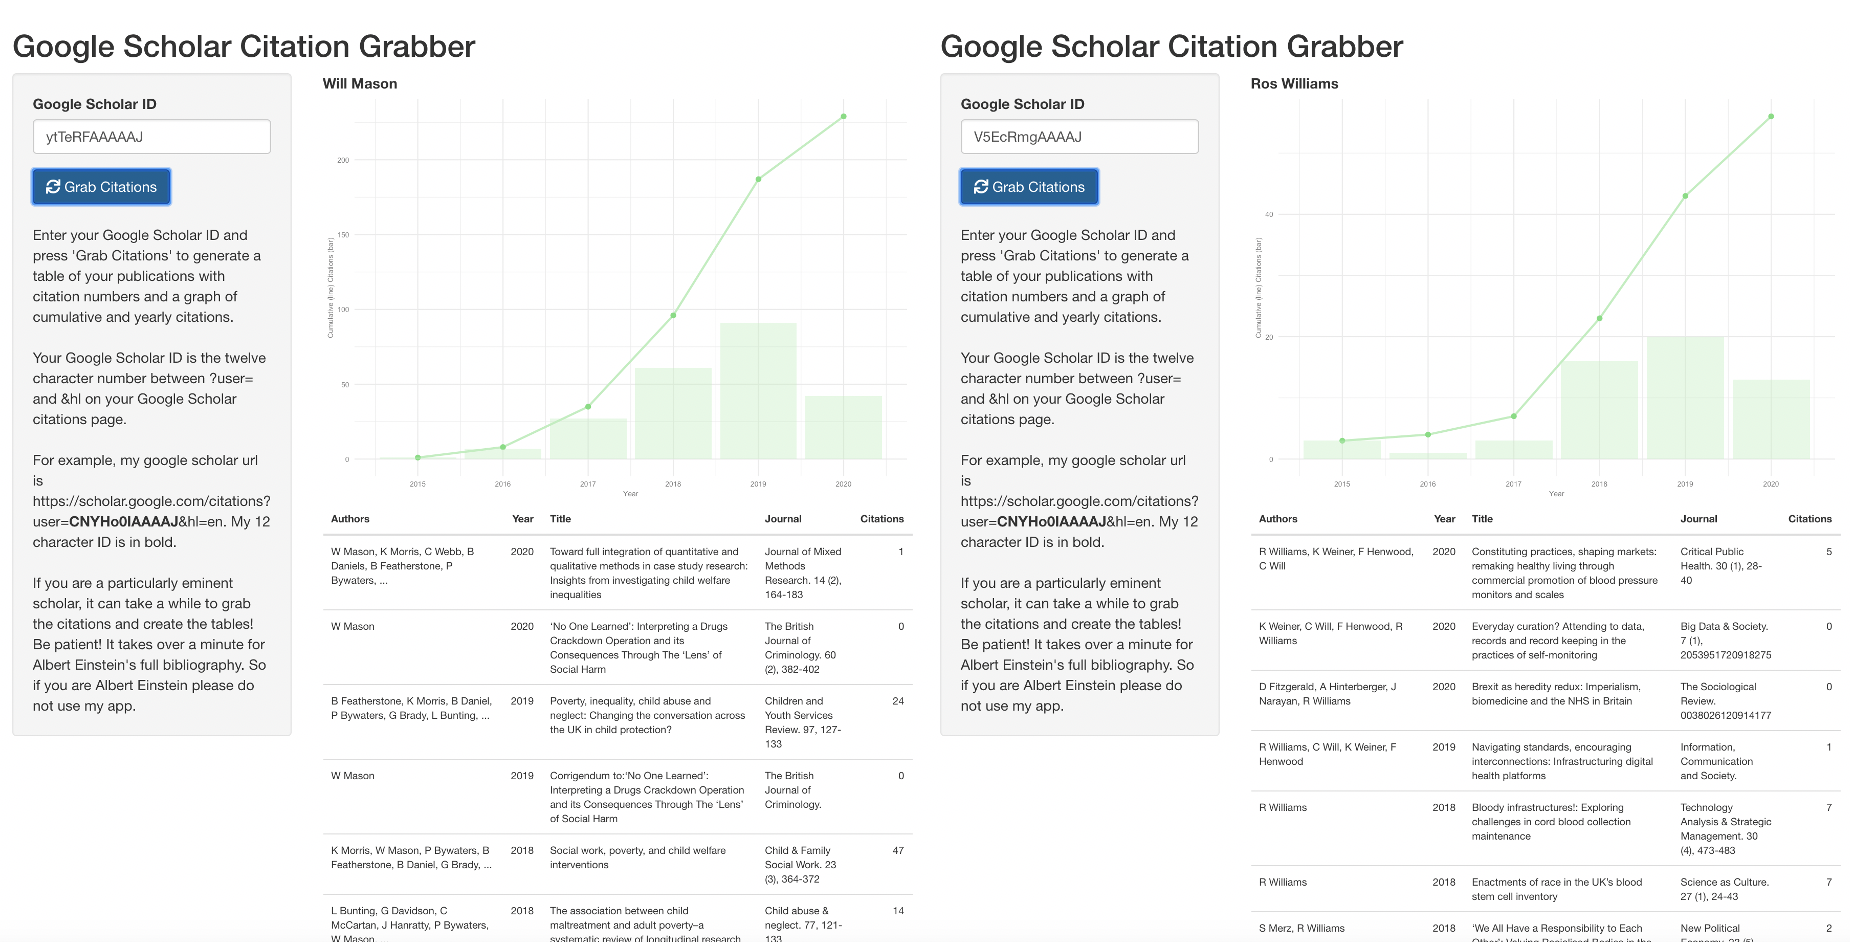 Google Scholar Citation Grabber
Google Scholar ID
ytTeRFAAAAAJ
Grab Citations
Enter your Google Scholar ID and
press 'Grab Citations' to generate a
table of your publications with
citation numbers and a graph of
cumulative and yearly citations.
Your Google Scholar ID is the twelve
character number between ?user=
and &hl on your Google Scholar
citations page.
For example, my google scholar url
is
https://scholar.google.com/citations?
user=CNYHo0IAAAAJ&hl=en. My 12
character ID is in bold.
If you are a particularly eminent
scholar, it can take a while to grab
the citations and create the tables!
Be patient! It takes over a minute for
Albert Einstein's full bibliography. So
if you are Albert Einstein please do
not use my app.
Will Mason
Cumulative (line) Citations (bar)
200
150
100
50
0
2015 2016 2017 2018 2019 2020
Year
Authors Year Title Journal Citations
W Mason, K Morris, C Webb, B 2020 Toward full integration of quantitative and Journal of Mixed 1
Daniels, B Featherstone, P qualitative methods in case study research: Methods
Bywaters, ... Insights from investigating child welfare Research. 14 (2),
inequalities 164-183
W Mason 2020 ‘No One Learned’: Interpreting a Drugs The British 0
Crackdown Operation and its Journal of
Consequences Through The ‘Lens’ of Criminology. 60
Social Harm (2), 382-402
B Featherstone, K Morris, B Daniel, 2019 Poverty, inequality, child abuse and Children and 24
P Bywaters, G Brady, L Bunting, ... neglect: Changing the conversation across Youth Services
the UK in child protection? Review. 97, 127-
133
W Mason 2019 Corrigendum to:‘No One Learned’: The British 0
Interpreting a Drugs Crackdown Operation Journal of
and its Consequences Through The ‘Lens’ Criminology.
of Social Harm
K Morris, W Mason, P Bywaters, B 2018 Social work, poverty, and child welfare Child & Family 47
Featherstone, B Daniel, G Brady, ... interventions Social Work. 23
(3), 364-372
L Bunting, G Davidson, C 2018 The association between child Child abuse & 14
McCartan, J Hanratty, P Bywaters, maltreatment and adult poverty–a neglect. 77, 121-
W Mason, ... systematic review of longitudinal research 133
Google Scholar Citation Grabber
Google Scholar ID
V5EcRmgAAAAJ
Grab Citations
Enter your Google Scholar ID and
press 'Grab Citations' to generate a
table of your publications with
citation numbers and a graph of
cumulative and yearly citations.
Your Google Scholar ID is the twelve
character number between ?user=
and &hl on your Google Scholar
citations page.
For example, my google scholar url
is
https://scholar.google.com/citations?
user=CNYHo0IAAAAJ&hl=en. My 12
character ID is in bold.
If you are a particularly eminent
scholar, it can take a while to grab
the citations and create the tables!
Be patient! It takes over a minute for
Albert Einstein's full bibliography. So
if you are Albert Einstein please do
not use my app.
Ros Williams
Cumulative (line) Citations (bar)
40
20
0
2015 2016 2017 2018 2019 2020
Year
Authors Year Title Journal Citations
R Williams, K Weiner, F Henwood, 2020 Constituting practices, shaping markets: Critical Public 5
C Will remaking healthy living through Health. 30 (1), 28-
commercial promotion of blood pressure 40
monitors and scales
K Weiner, C Will, F Henwood, R 2020 Everyday curation? Attending to data, Big Data & Society. 0
Williams records and record keeping in the 7 (1),
practices of self-monitoring 2053951720918275
D Fitzgerald, A Hinterberger, J 2020 Brexit as heredity redux: Imperialism, The Sociological 0
Narayan, R Williams biomedicine and the NHS in Britain Review.
0038026120914177
R Williams, C Will, K Weiner, F 2019 Navigating standards, encouraging Information, 1
Henwood interconnections: Infrastructuring digital Communication
health platforms and Society.
R Williams 2018 Bloody infrastructures!: Exploring Technology 7
challenges in cord blood collection Analysis & Strategic
maintenance Management. 30
(4), 473-483
R Williams 2018 Enactments of race in the UK’s blood Science as Culture. 7
stem cell inventory 27 (1), 24-43
S Merz, R Williams 2018 ‘We All Have a Responsibility to Each New Political 2